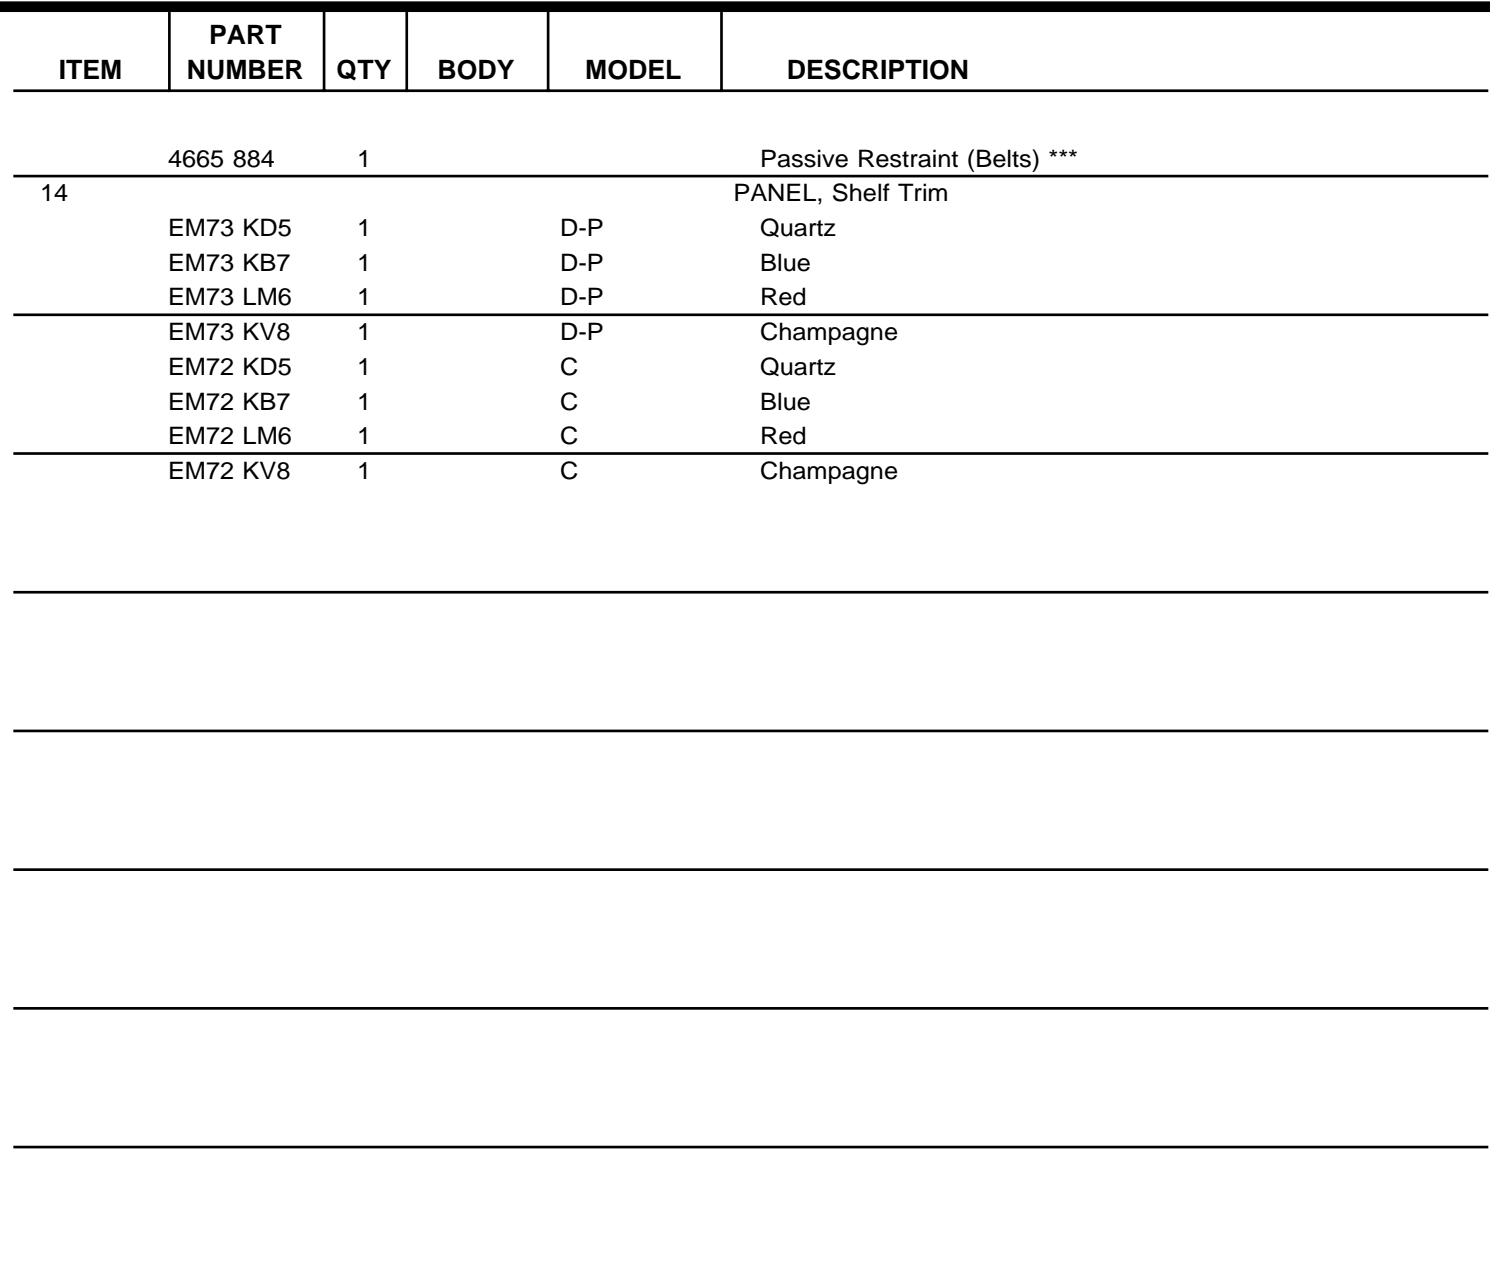 PART
ITEM NUMBER QTY BODY MODEL DESCRIPTION
4665 884 1 Passive Restraint (Belts) ***
14 PANEL, Shelf Trim
EM73 KD5 1 D-P Quartz
EM73 KB7 1 D-P Blue
EM73 LM6 1 D-P Red
EM73 KV8 1 D-P Champagne
EM72 KD5 1 C Quartz
EM72 KB7 1 C Blue
EM72 LM6 1 C Red
EM72 KV8 1 C Champagne